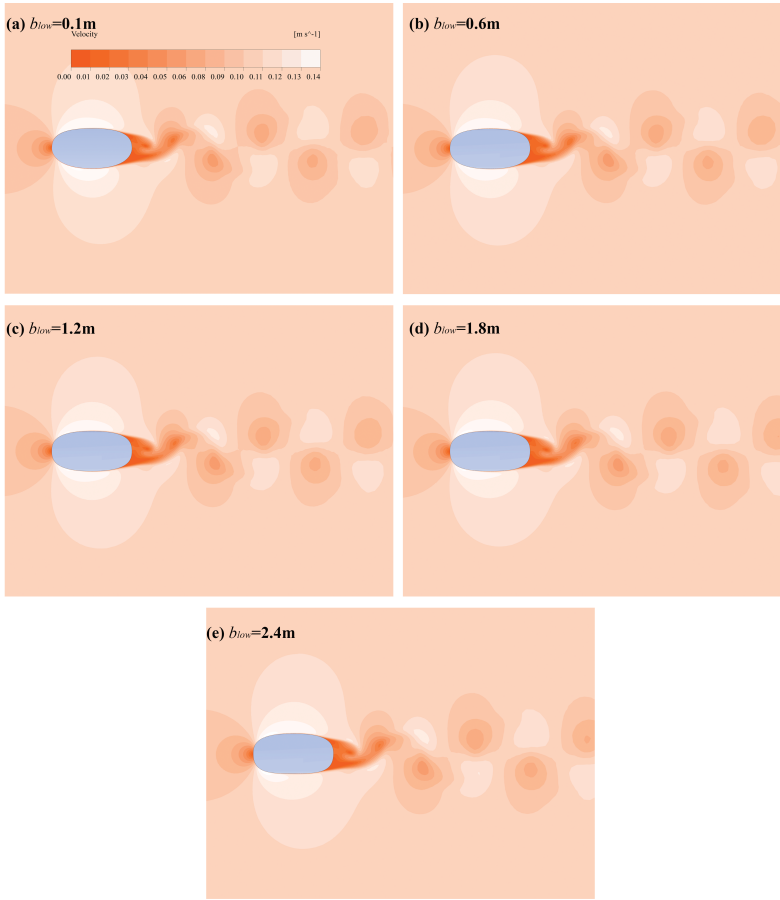 (a) blow=0.1m
Velocity [m s^-1]
0.00 0.01 0.02 0.03 0.04 0.05 0.06 0.08 0.09 0.10 0.11 0.12 0.13 0.14
(b) blow=0.6m
(c) blow=1.2m
(d) blow=1.8m
(e) blow=2.4m